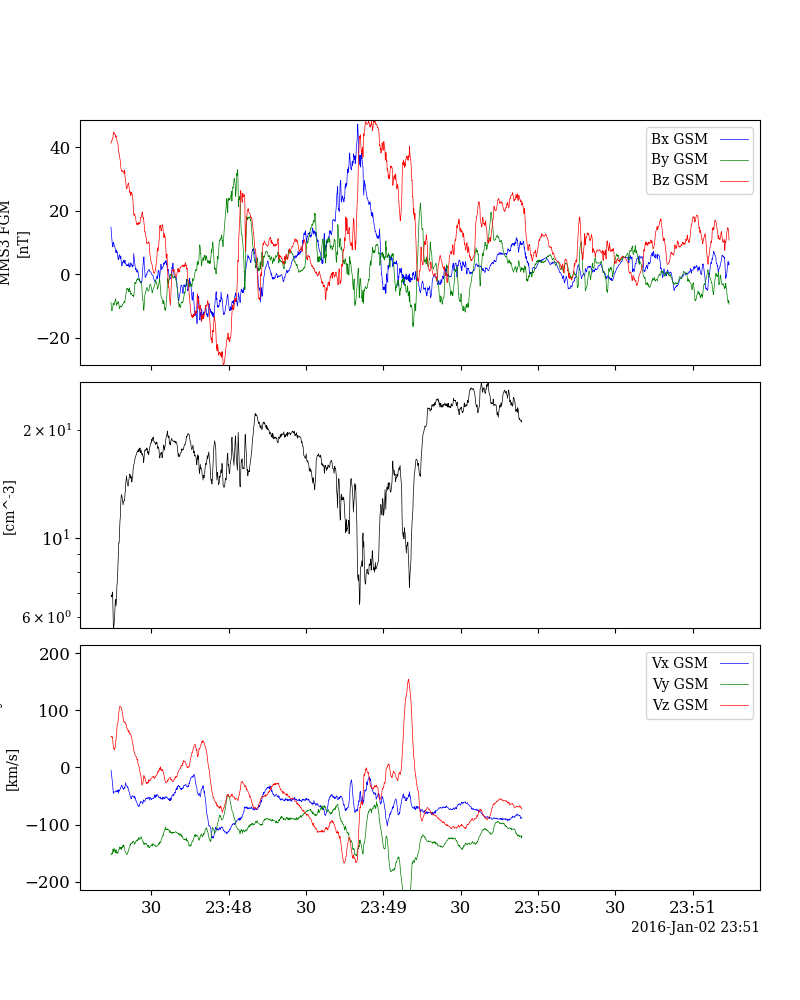 MMS3 FGM
[nT]
40
20
0
−20
Bx GSM
By GSM
Bz GSM
[cm^-3]
2 × 10¹
10¹
6 × 10⁰
[km/s]
200
100
0
−100
−200
Vx GSM
Vy GSM
Vz GSM
30 23:48 30 23:49 30 23:50 30 23:51
2016-Jan-02 23:51